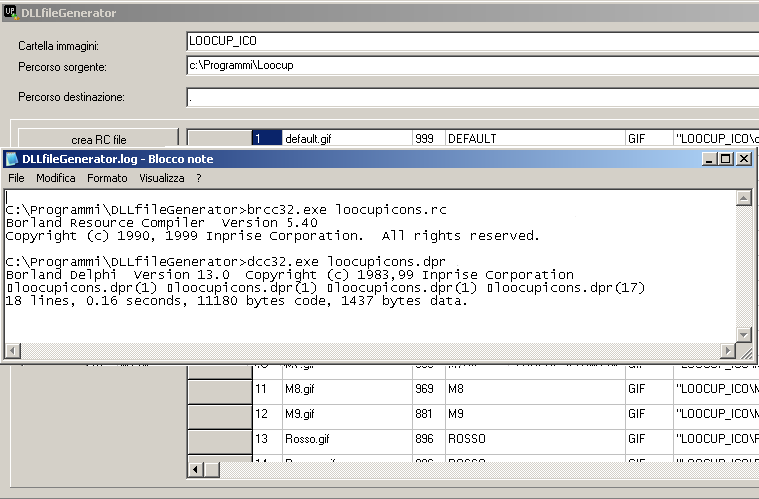 DLLfileGenerator
Cartella immagini:
LOOCUP_ICO
Percorso sorgente:
c:\Programmi\Loocup
Percorso destinazione:
.
crea RC file
1 default.gif 999 DEFAULT GIF "LOOCUP_ICO\
DLLfileGenerator.log - Blocco note
File Modifica Formato Visualizza ?
C:\Programmi\DLLfileGenerator>brcc32.exe loocupicons.rc
Borland Resource Compiler  Version 5.40
Copyright (c) 1990, 1999 Inprise Corporation.  All rights reserved.
C:\Programmi\DLLfileGenerator>dcc32.exe loocupicons.dpr
Borland Delphi  Version 13.0  Copyright (c) 1983,99 Inprise Corporation
▯loocupicons.dpr(1) ▯loocupicons.dpr(1) ▯loocupicons.dpr(1) ▯loocupicons.dpr(17)
18 lines, 0.16 seconds, 11180 bytes code, 1437 bytes data.
11 M8.gif 969 M8 GIF "LOOCUP_ICO\M
12 M9.gif 881 M9 GIF "LOOCUP_ICO\M
13 Rosso.gif 896 ROSSO GIF "LOOCUP_ICO\R